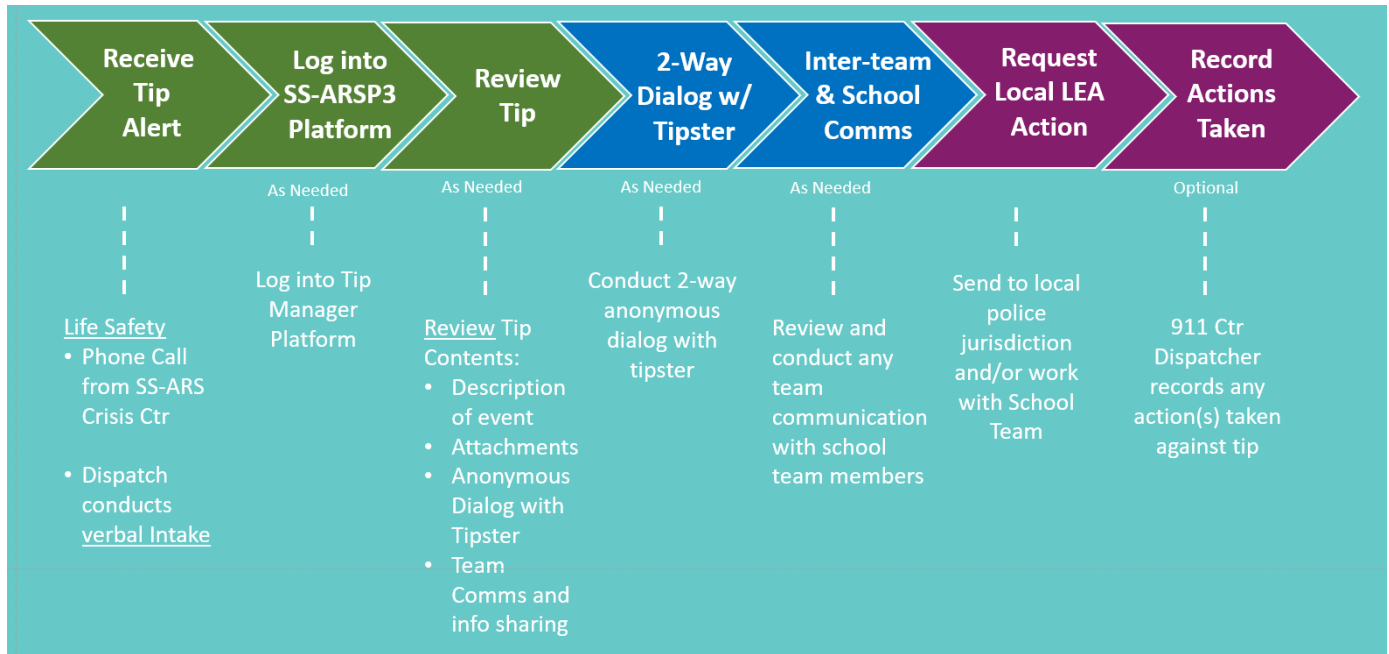 Receive
Tip
Alert
Log into
SS-ARSP3
Platform
Review
Tip
2-Way
Dialog w/
Tipster
Inter-team
& School
Comms
Request
Local LEA
Action
Record
Actions
Taken
As Needed
As Needed
As Needed
As Needed
Optional
Life Safety
• Phone Call
from SS-ARS
Crisis Ctr
• Dispatch
conducts
verbal Intake
Log into Tip
Manager
Platform
Review Tip
Contents:
• Description
of event
• Attachments
• Anonymous
Dialog with
Tipster
• Team
Comms and
info sharing
Conduct 2-way
anonymous
dialog with
tipster
Review and
conduct any
team
communication
with school
team members
Send to local
police
jurisdiction
and/or work
with School
Team
911 Ctr
Dispatcher
records any
action(s) taken
against tip